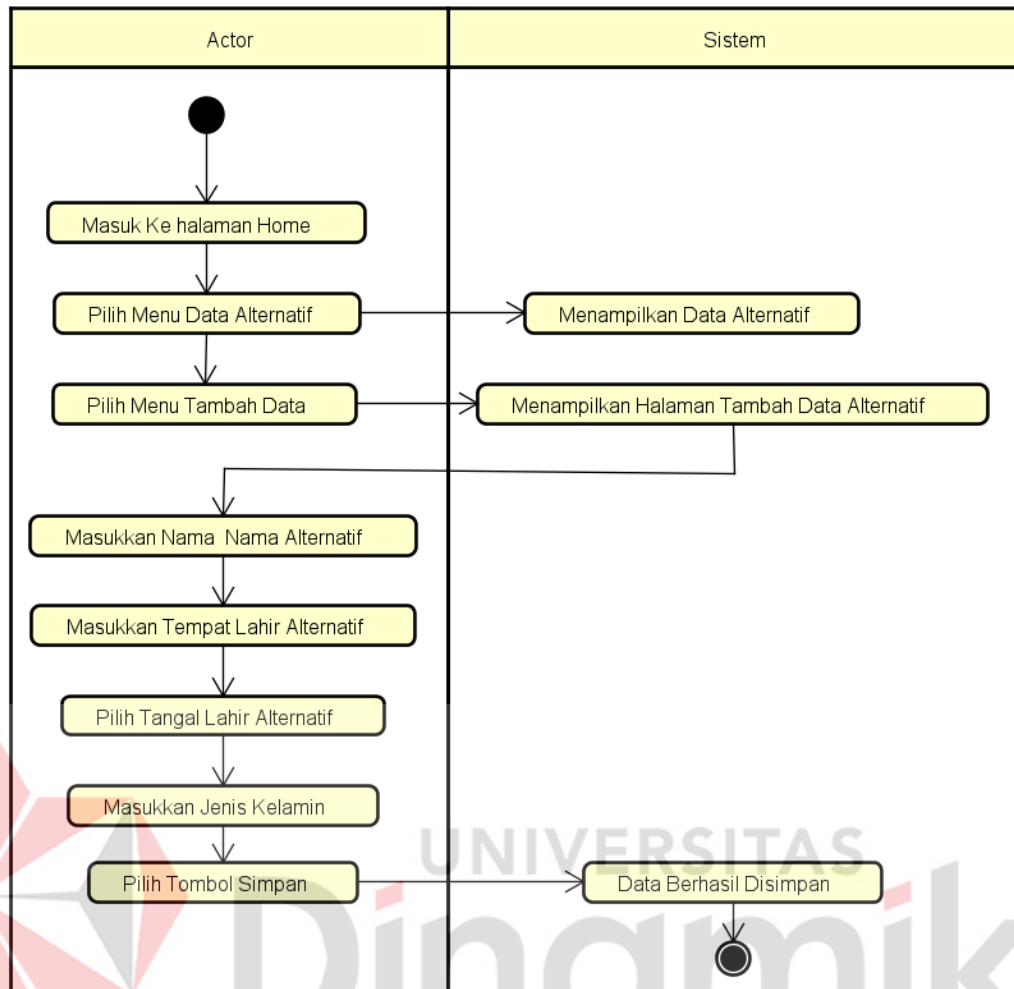 Actor
Sistem
Masuk Ke halaman Home
Pilih Menu Data Alternatif
Menampilkan Data Alternatif
Pilih Menu Tambah Data
Menampilkan Halaman Tambah Data Alternatif
Masukkan Nama  Nama Alternatif
Masukkan Tempat Lahir Alternatif
Pilih Tangal Lahir Alternatif
Masukkan Jenis Kelamin
UNIVERSITAS
Pilih Tombol Simpan
Data Berhasil Disimpan
Dinamik